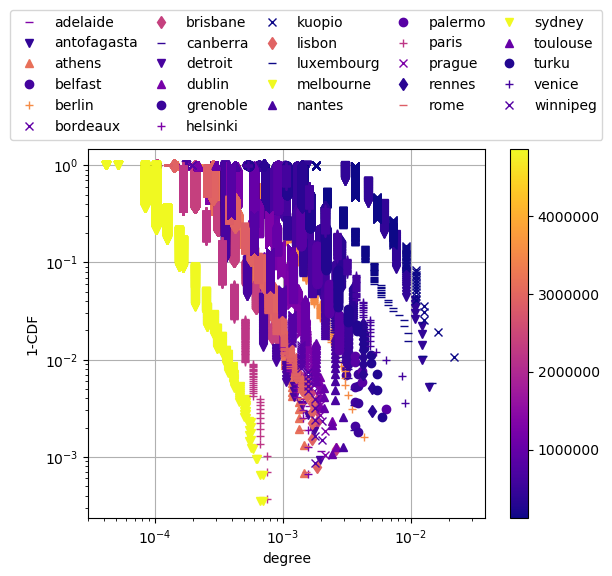 adelaide brisbane kuopio palermo sydney
antofagasta canberra lisbon paris toulouse
athens detroit luxembourg prague turku
belfast dublin melbourne rennes venice
berlin grenoble nantes rome winnipeg
bordeaux helsinki
10⁰
10⁻¹
10⁻²
10⁻³
1-CDF
10⁻⁴ 10⁻³ 10⁻²
degree
4000000
3000000
2000000
1000000